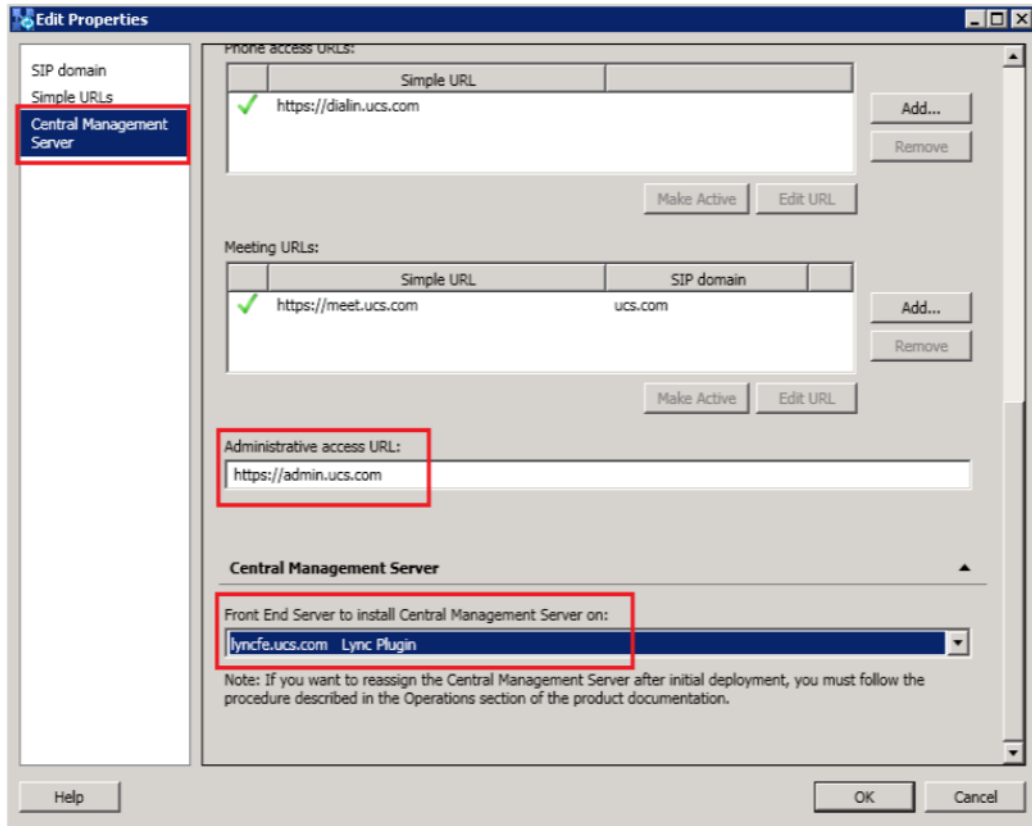 Edit Properties
SIP domain
Simple URLs
Central Management
Server
Phone access URLs:
Simple URL
https://dialin.ucs.com
Add...
Remove
Make Active Edit URL
Meeting URLs:
Simple URL SIP domain
https://meet.ucs.com ucs.com
Add...
Remove
Make Active Edit URL
Administrative access URL:
https://admin.ucs.com
Central Management Server
Front End Server to install Central Management Server on:
lyncfe.ucs.com Lync Plugin
Note: If you want to reassign the Central Management Server after initial deployment, you must follow the
procedure described in the Operations section of the product documentation.
Help OK Cancel